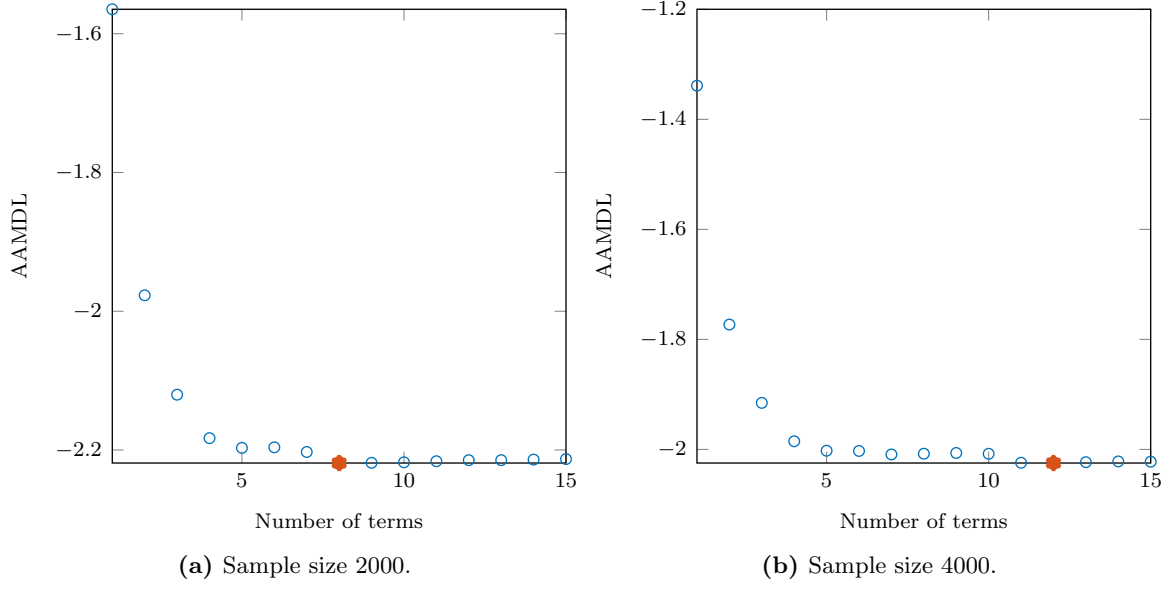 −1.6
−1.8
−2
−2.2
AAMDL
5
10
15
Number of terms
(a) Sample size 2000.
−1.2
−1.4
−1.6
−1.8
−2
AAMDL
5
10
15
Number of terms
(b) Sample size 4000.